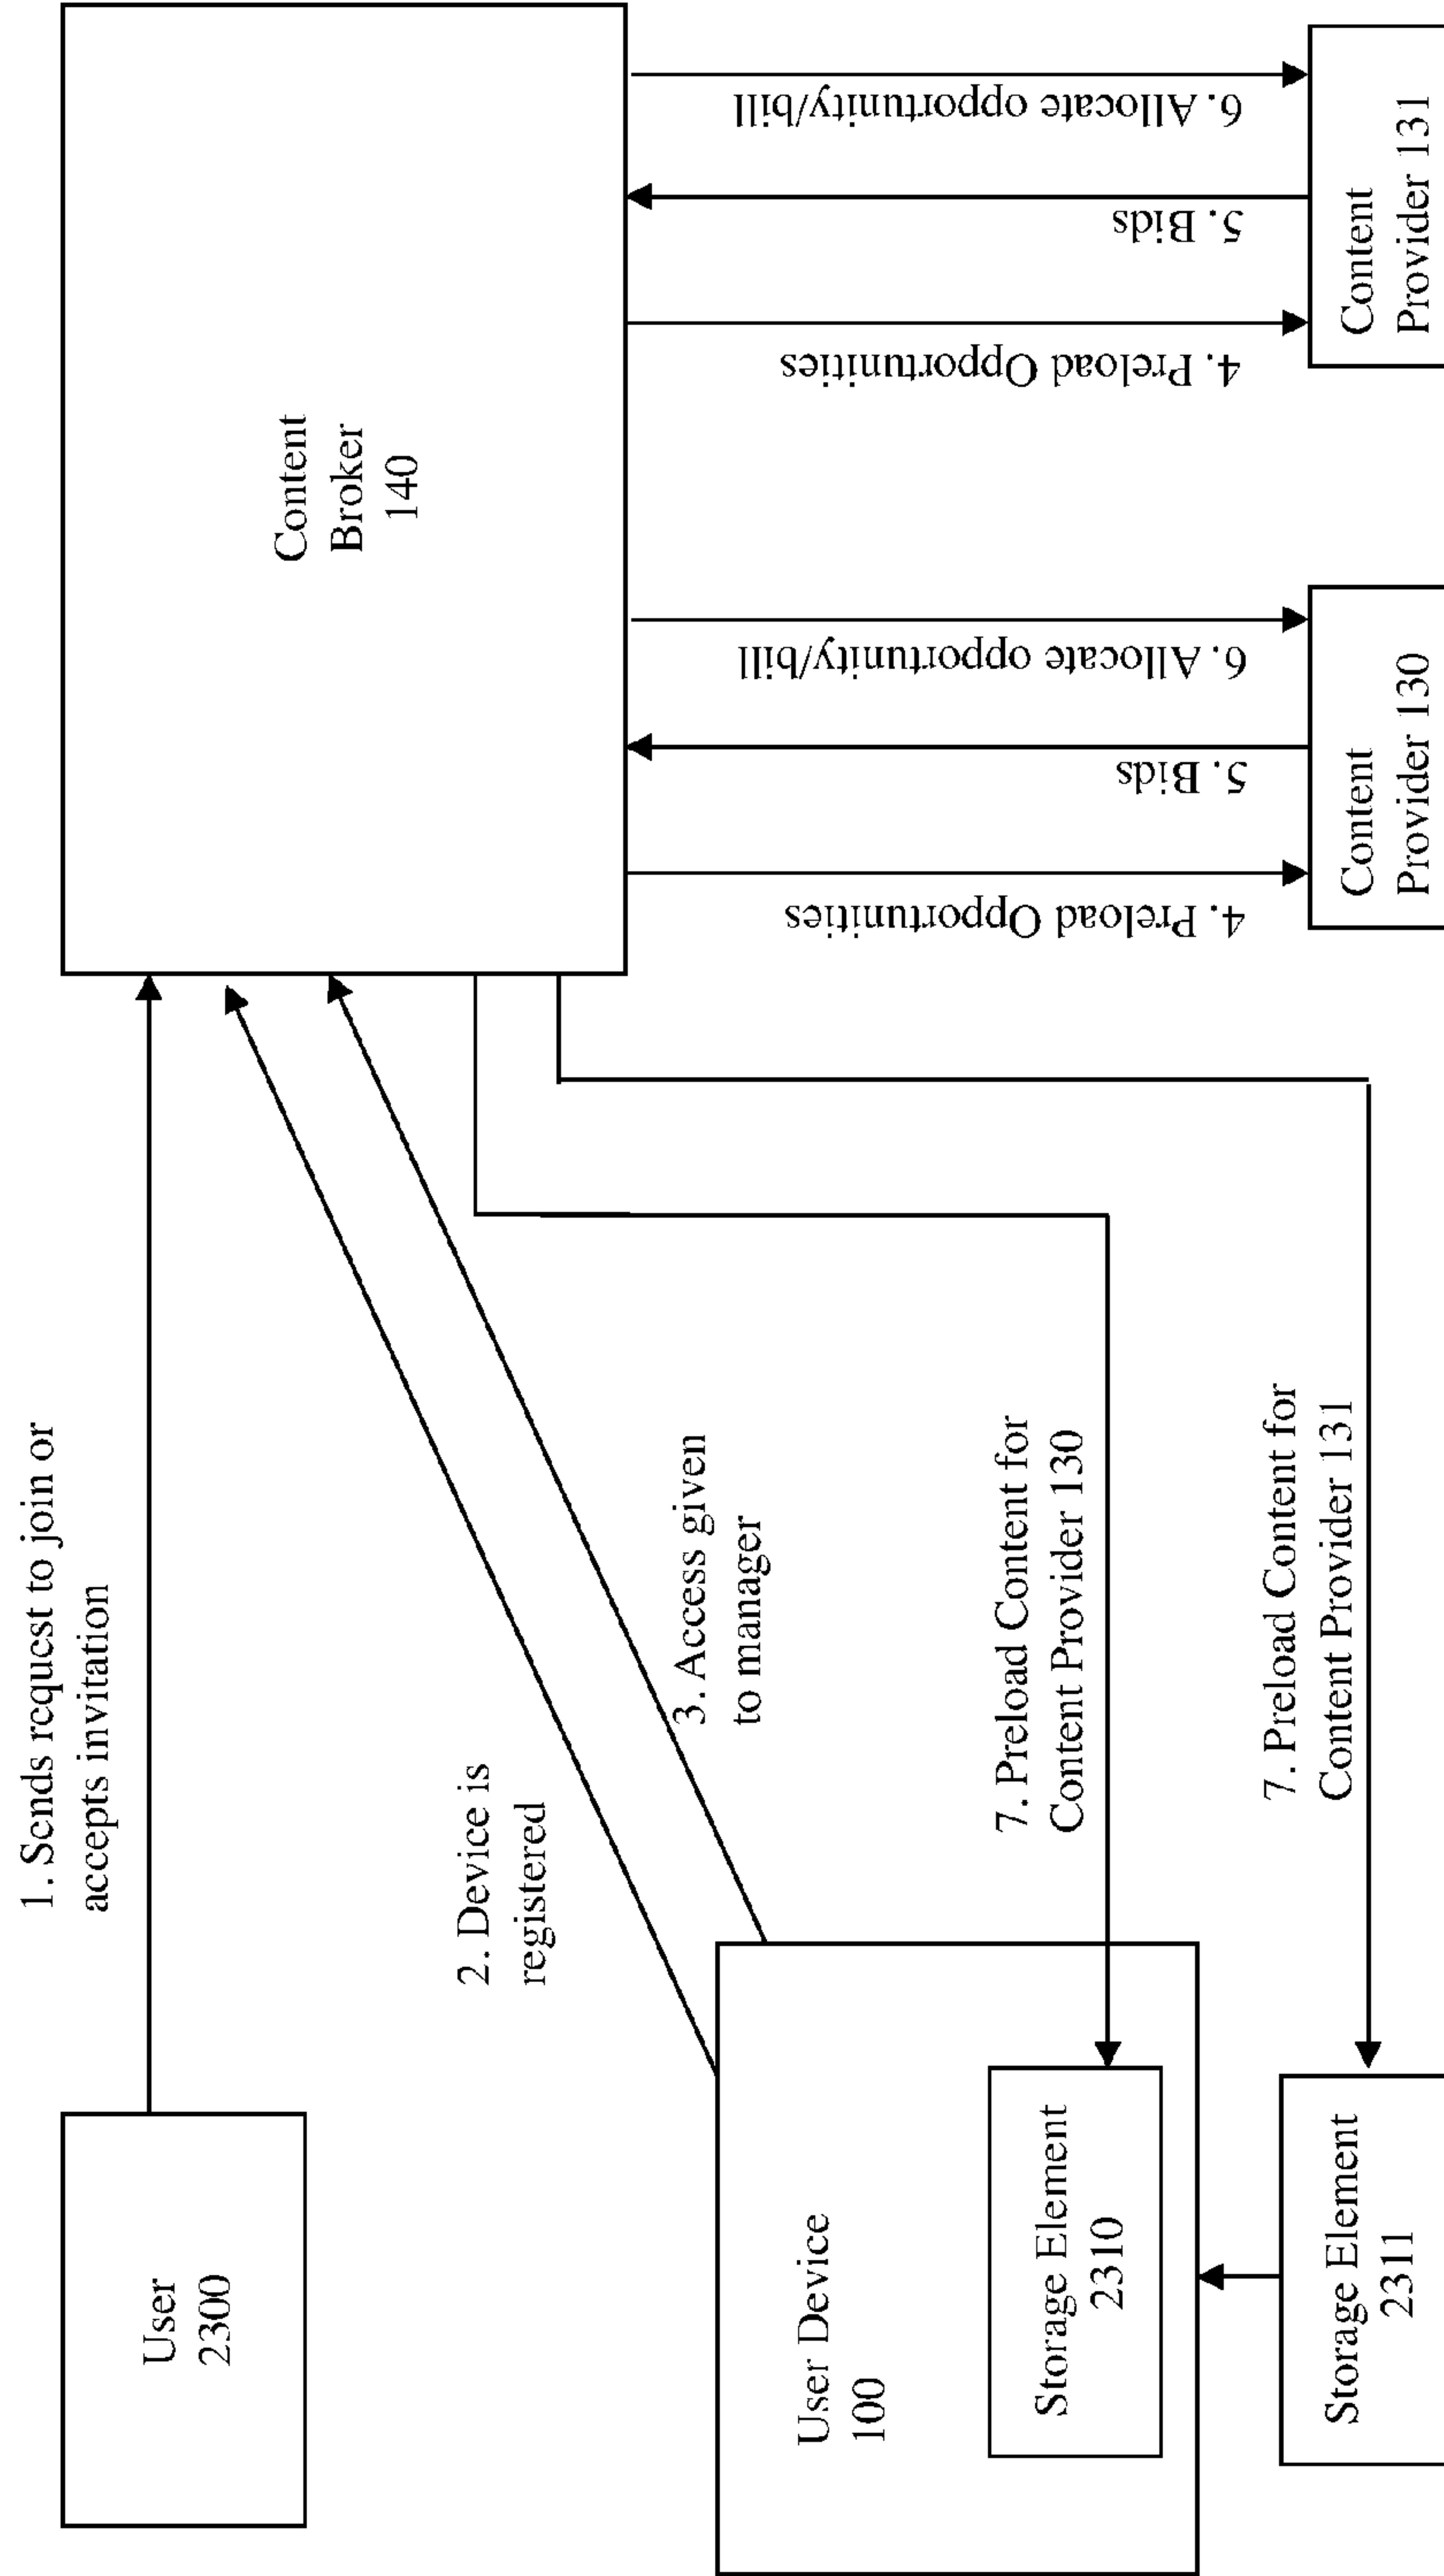 1. Sends request to join or
accepts invitation
User
2300
Content
Broker
140
2. Device is
registered
3. Access given
to manager
User Device
100
Storage Element
2310
7. Preload Content for
Content Provider 130
Storage Element
2311
7. Preload Content for
Content Provider 131
4. Preload Opportunities
5. Bids
6. Allocate opportunity/bill
4. Preload Opportunities
5. Bids
6. Allocate opportunity/bill
Content
Provider 130
Content
Provider 131